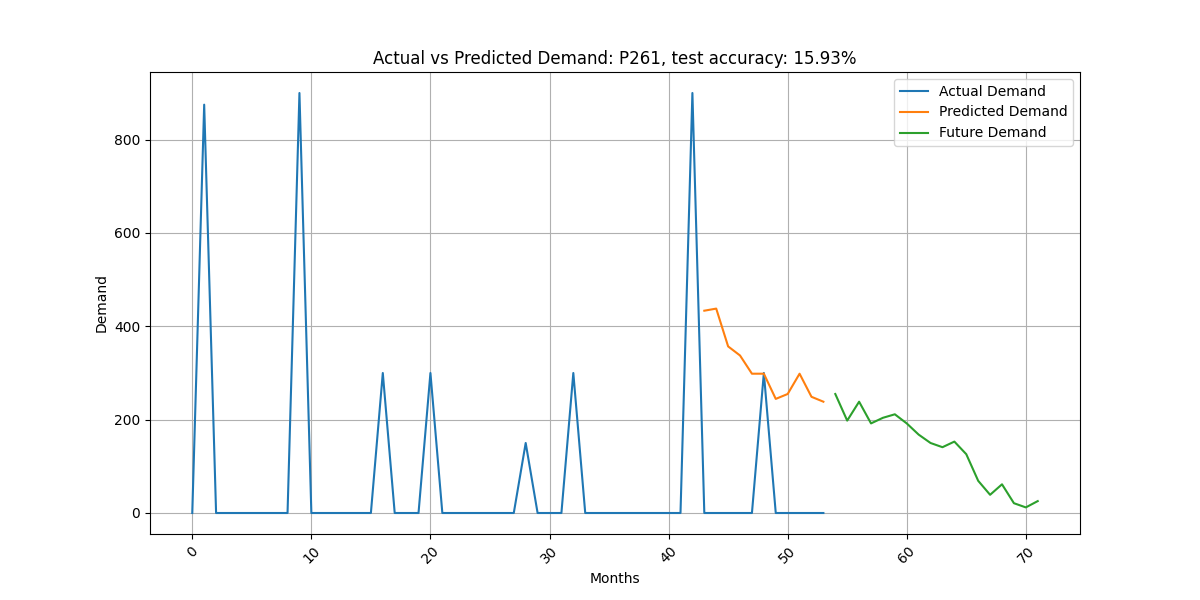 Actual vs Predicted Demand: P261, test accuracy: 15.93%
Actual Demand
Predicted Demand
Future Demand
Demand
800
600
400
200
0
0
10
20
30
40
50
60
70
Months